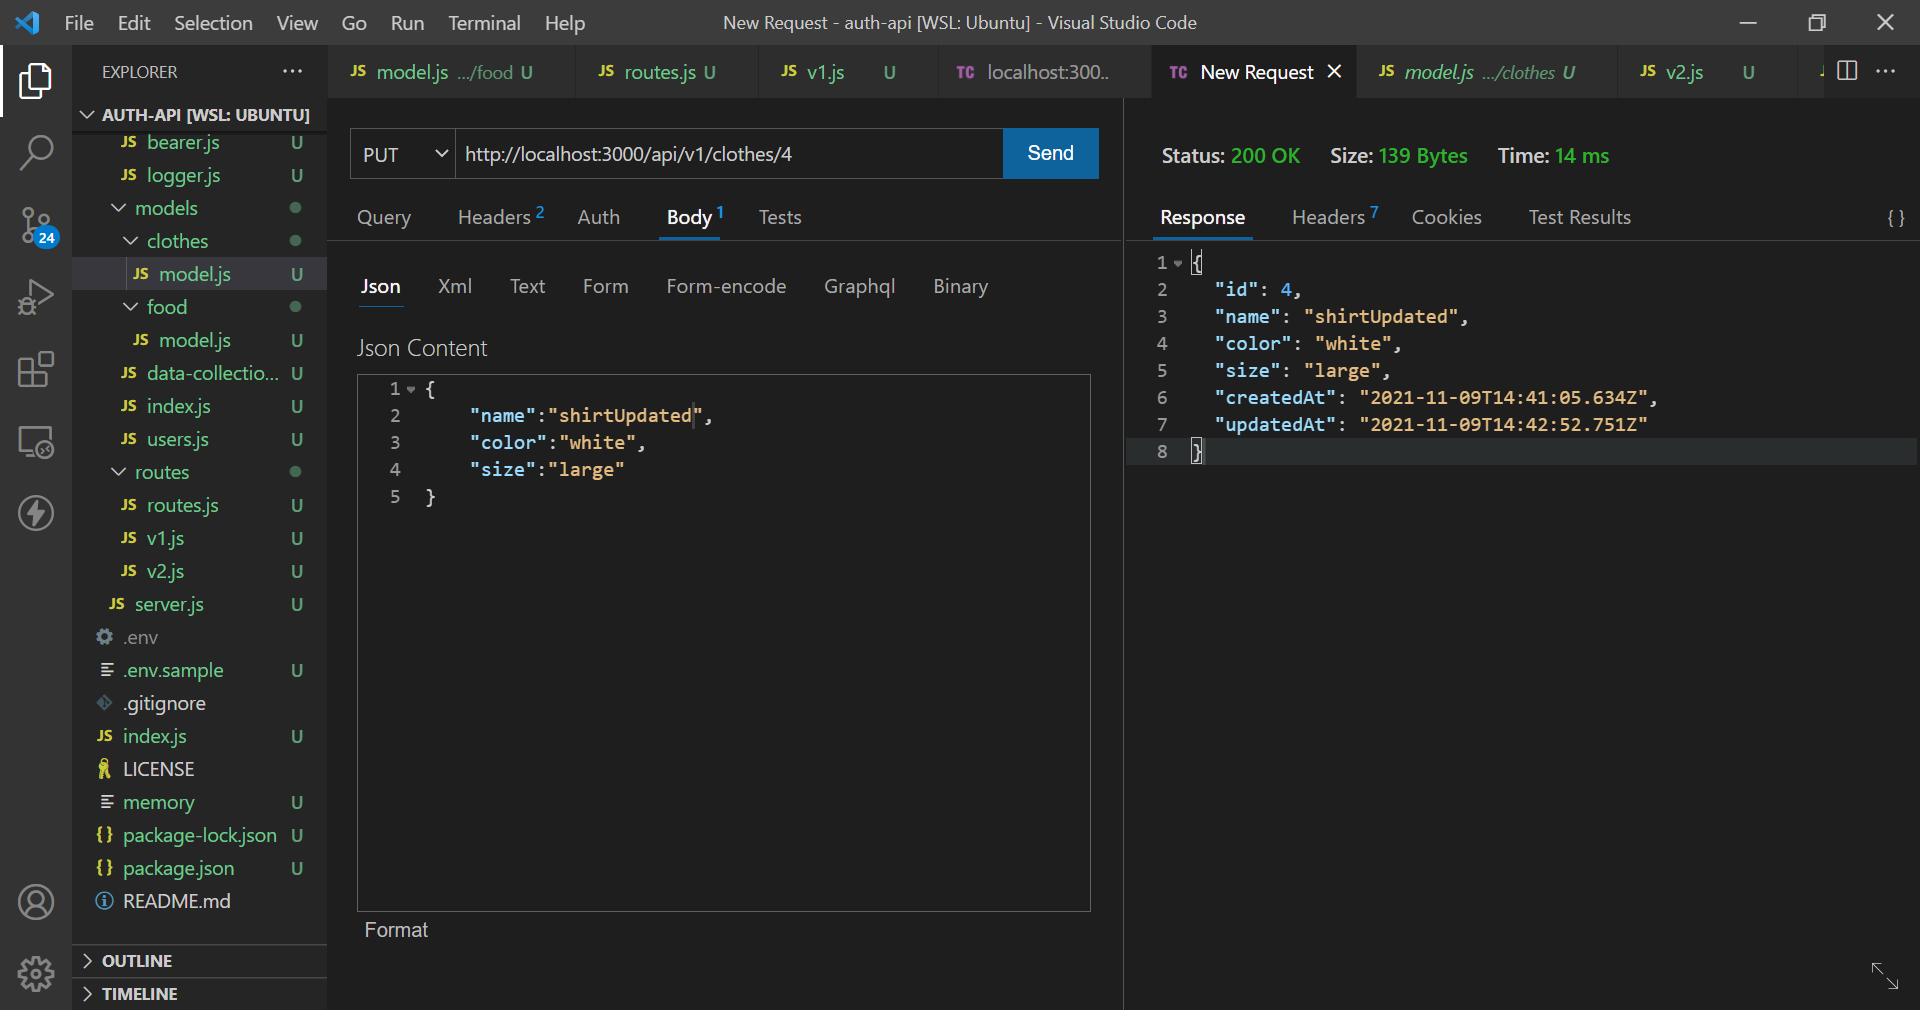 File Edit Selection View Go Run Terminal Help New Request - auth-api [WSL: Ubuntu] - Visual Studio Code
EXPLORER ...
JS model.js .../food U JS routes.js U JS v1.js U TC localhost:300.. TC New Request JS model.js .../clothes U JS v2.js U
AUTH-API [WSL: UBUNTU]
JS bearer.js U
JS logger.js U
models
clothes
JS model.js U
food
JS model.js U
JS data-collectio... U
JS index.js U
JS users.js U
routes
JS routes.js U
JS v1.js U
JS v2.js U
JS server.js U
.env
.env.sample U
.gitignore
JS index.js U
LICENSE
memory U
{} package-lock.json U
{} package.json U
README.md
OUTLINE
TIMELINE
24
PUT http://localhost:3000/api/v1/clothes/4 Send
Query Headers 2 Auth Body 1 Tests
Json Xml Text Form Form-encode Graphql Binary
Json Content
1 {
2 "name":"shirtUpdated",
3 "color":"white",
4 "size":"large"
5 }
Format
Status: 200 OK Size: 139 Bytes Time: 14 ms
Response Headers 7 Cookies Test Results {}
1 {
2 "id": 4,
3 "name": "shirtUpdated",
4 "color": "white",
5 "size": "large",
6 "createdAt": "2021-11-09T14:41:05.634Z",
7 "updatedAt": "2021-11-09T14:42:52.751Z"
8 }